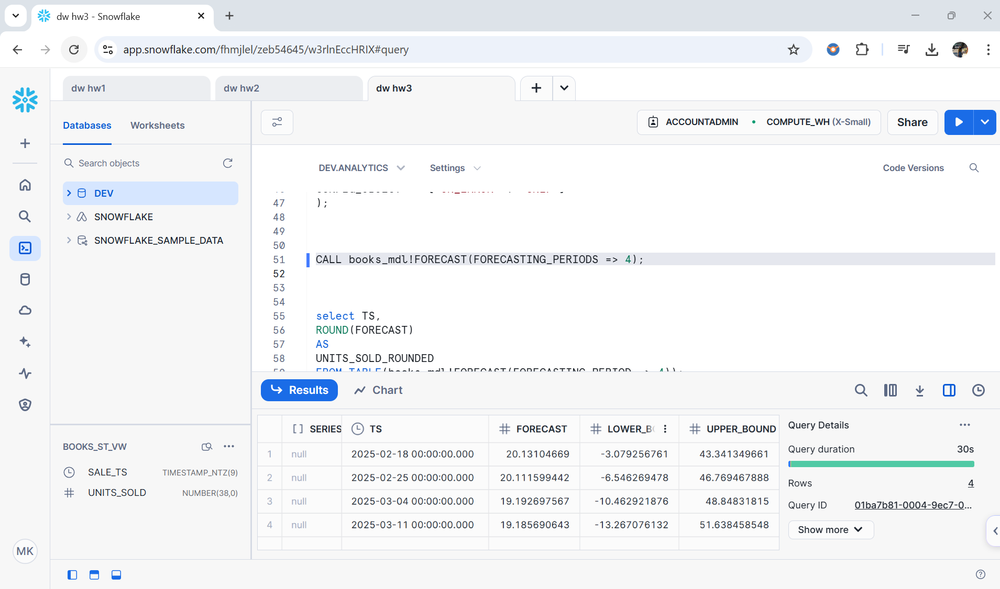 dw hw3 - Snowflake
app.snowflake.com/fhmjlel/zeb54645/w3rlnEccHRIX#query
dw hw1
dw hw2
dw hw3
Databases
Worksheets
ACCOUNTADMIN • COMPUTE_WH (X-Small)
Share
Search objects
DEV
SNOWFLAKE
SNOWFLAKE_SAMPLE_DATA
DEV.ANALYTICS
Settings
Code Versions
47 );
48
49
50
51 CALL books_mdl!FORECAST(FORECASTING_PERIODS => 4);
52
53
54
55 select TS,
56 ROUND(FORECAST)
57 AS
58 UNITS_SOLD_ROUNDED
FROM TABLE(books_mdl!FORECAST(FORECASTING_PERIOD => 4));
Results
Chart
SERIES TS FORECAST LOWER_BO UPPER_BOUND
1 null 2025-02-18 00:00:00.000 20.13104669 -3.079256761 43.341349661
2 null 2025-02-25 00:00:00.000 20.111599442 -6.546269478 46.769467888
3 null 2025-03-04 00:00:00.000 19.192697567 -10.462921876 48.84831815
4 null 2025-03-11 00:00:00.000 19.185690643 -13.267076132 51.638458548
Query Details
Query duration 30s
Rows 4
Query ID 01ba7b81-0004-9ec7-0...
Show more
BOOKS_ST_VW
SALE_TS TIMESTAMP_NTZ(9)
UNITS_SOLD NUMBER(38,0)
MK